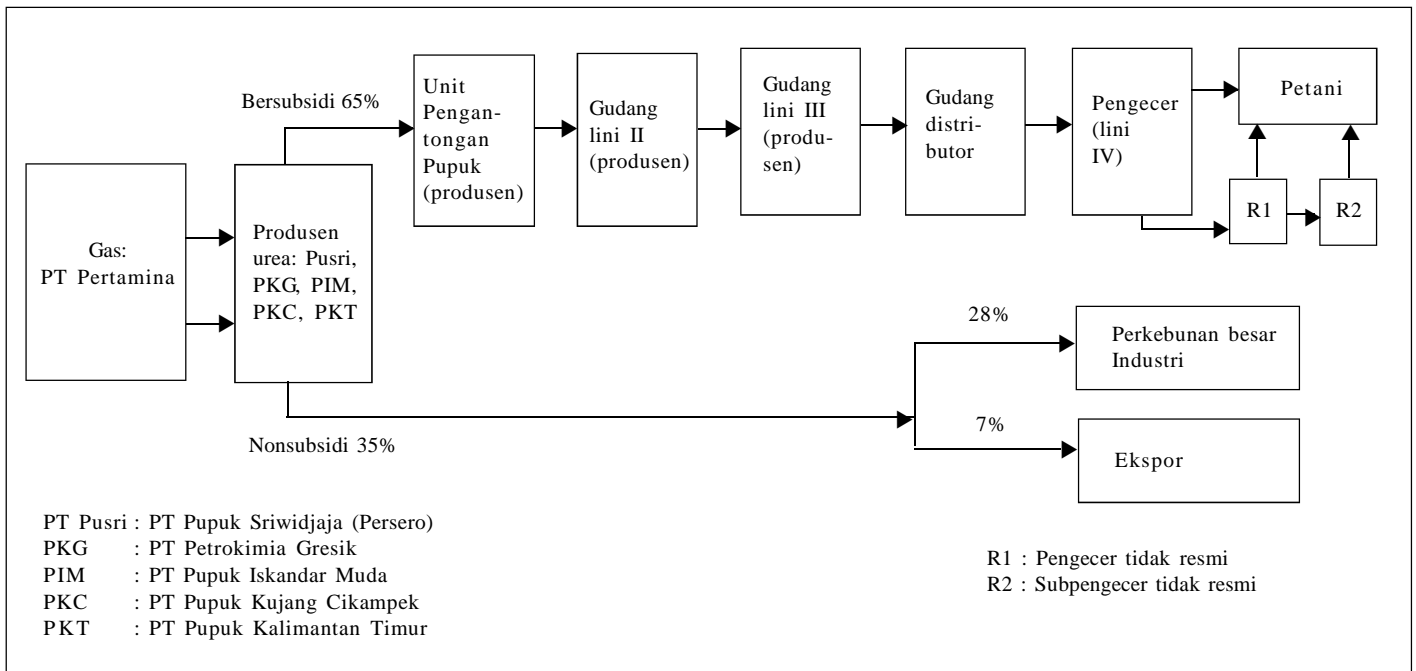 Bersubsidi 65%
Gas:
PT Pertamina
Produsen
urea: Pusri,
PKG, PIM,
PKC, PKT
Unit
Pengan-
tongan
Pupuk
(produsen)
Gudang
lini II
(produsen)
Gudang
lini III
(produ-
sen)
Gudang
distri-
butor
Pengecer
(lini
IV)
Petani
R1
R2
Nonsubsidi 35%
28%
Perkebunan besar
Industri
7%
Ekspor
PT Pusri : PT Pupuk Sriwidjaja (Persero)
PKG : PT Petrokimia Gresik
PIM : PT Pupuk Iskandar Muda
PKC : PT Pupuk Kujang Cikampek
PKT : PT Pupuk Kalimantan Timur
R1 : Pengecer tidak resmi
R2 : Subpengecer tidak resmi